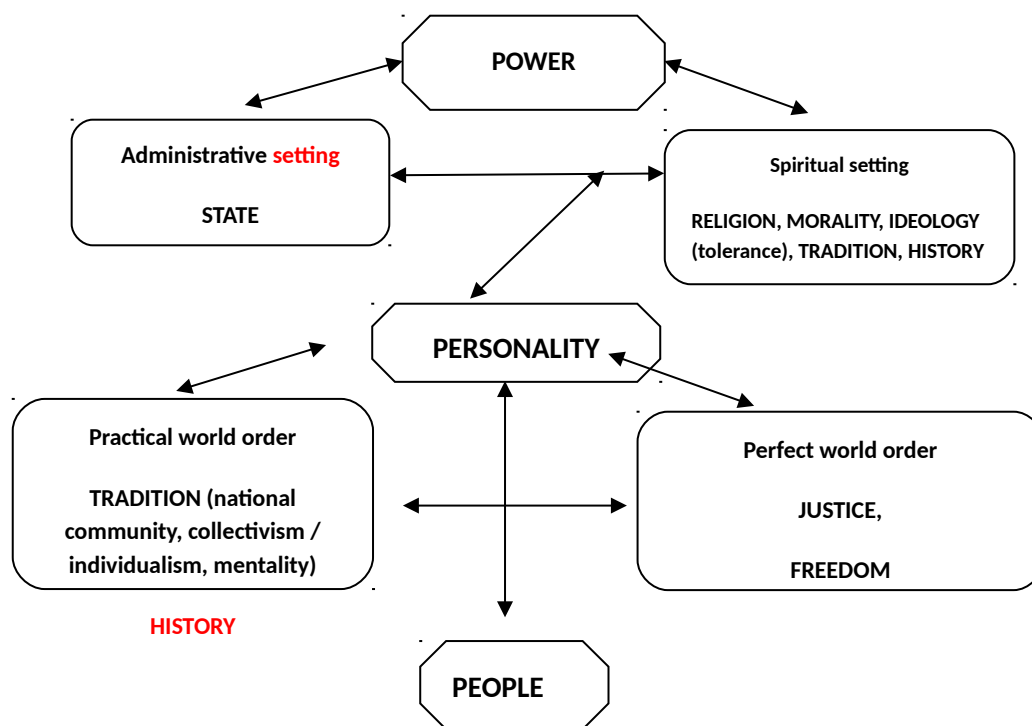 POWER
Administrative setting
STATE
Spiritual setting
RELIGION, MORALITY, IDEOLOGY
(tolerance), TRADITION, HISTORY
PERSONALITY
Practical world order
TRADITION (national
community, collectivism /
individualism, mentality)
HISTORY
Perfect world order
JUSTICE,
FREEDOM
PEOPLE